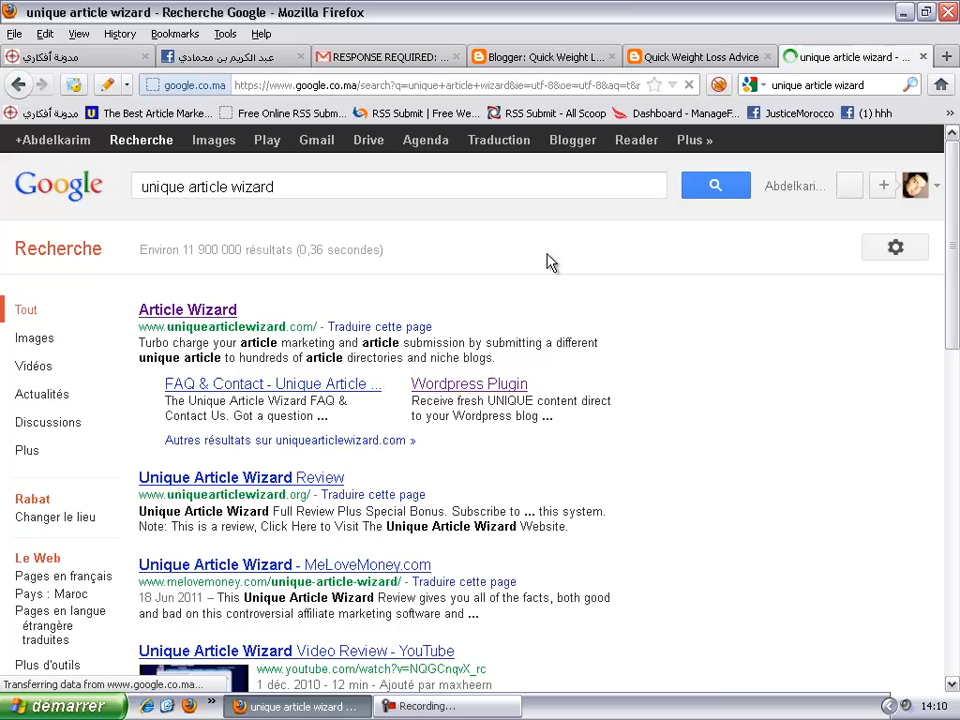 unique article wizard - Recherche Google - Mozilla Firefox
File Edit View History Bookmarks Tools Help
مدونة أفكاري عبد الكريم بن محمادي RESPONSE REQUIRED: ... Blogger: Quick Weight L... Quick Weight Loss Advice unique article wizard - ...
google.co.ma https://www.google.co.ma/search?q=unique+article+wizard&ie=utf-8&oe=utf-8&aq=t&r unique article wizard
مدونة أفكاري The Best Article Marke... Free Online RSS Subm... RSS Submit | Free We... RSS Submit - All Scoop Dashboard - ManageF... JusticeMorocco (1) hhh
+Abdelkarim Recherche Images Play Gmail Drive Agenda Traduction Blogger Reader Plus »
Google unique article wizard Abdelkari... +
Recherche Environ 11 900 000 résultats (0,36 secondes)
Tout
Images
Vidéos
Actualités
Discussions
Plus
Rabat
Changer le lieu
Le Web
Pages en français
Pays : Maroc
Pages en langue
étrangère
traduites
Plus d'outils
Article Wizard
www.uniquearticlewizard.com/ - Traduire cette page
Turbo charge your article marketing and article submission by submitting a different
unique article to hundreds of article directories and niche blogs.
FAQ & Contact - Unique Article ...
The Unique Article Wizard FAQ &
Contact Us. Got a question ...
Wordpress Plugin
Receive fresh UNIQUE content direct
to your Wordpress blog ...
Autres résultats sur uniquearticlewizard.com »
Unique Article Wizard Review
www.uniquearticlewizard.org/ - Traduire cette page
Unique Article Wizard Full Review Plus Special Bonus. Subscribe to ... this system.
Note: This is a review, Click Here to Visit The Unique Article Wizard Website.
Unique Article Wizard - MeLoveMoney.com
www.melovemoney.com/unique-article-wizard/ - Traduire cette page
18 Jun 2011 – This Unique Article Wizard Review gives you all of the facts, both good
and bad on this controversial affiliate marketing software and ...
Unique Article Wizard Video Review - YouTube
www.youtube.com/watch?v=NQGCnqvX_rc
1 déc. 2010 - 12 min - Ajouté par maxheern
Transferring data from www.google.co.ma...
démarrer » unique article wizard ... Recording... 14:10